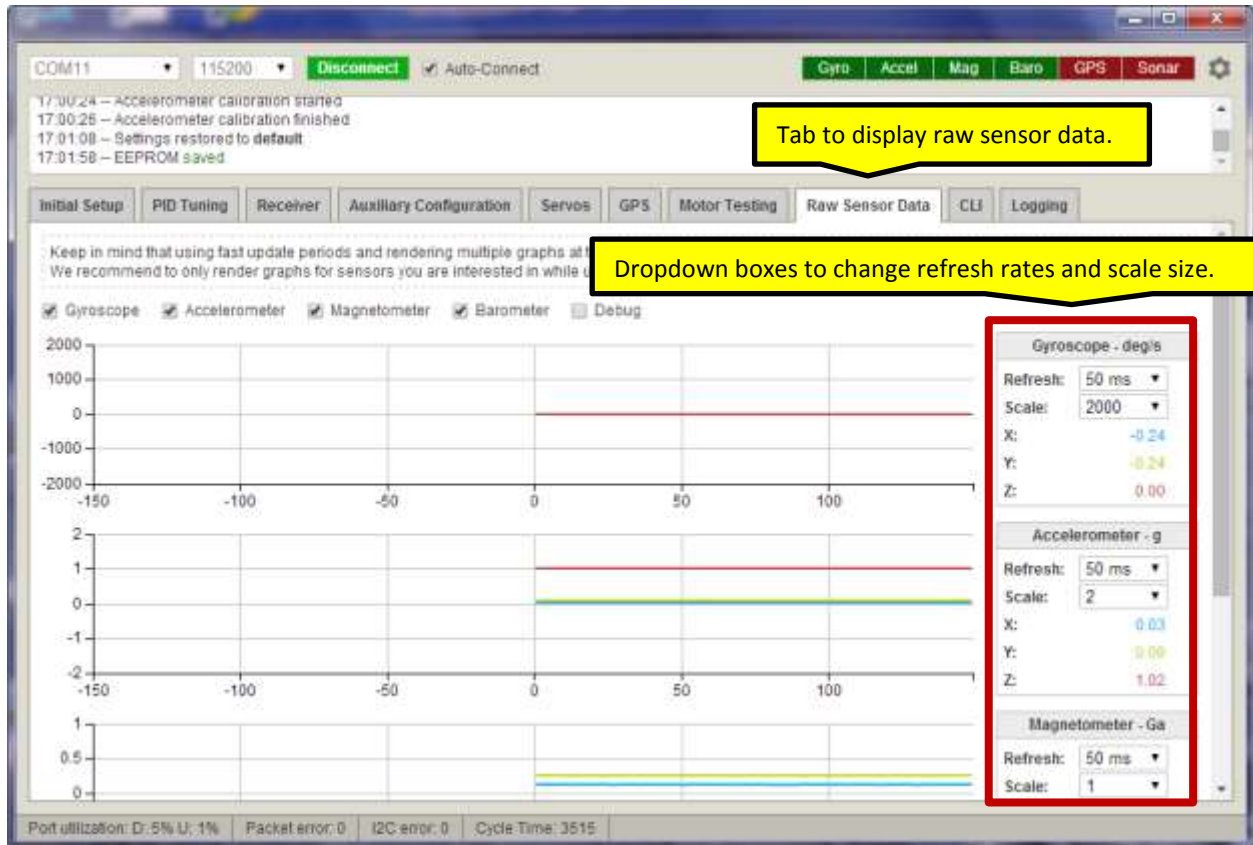 COM11 115200 Disconnect Auto-Connect Gyro Accel Mag Baro GPS Sonar
17:00:24 -- Accelerometer calibration started
17:00:26 -- Accelerometer calibration finished
17:01:08 -- Settings restored to default
17:01:58 -- EEPROM saved
Tab to display raw sensor data.
Initial Setup PID Tuning Receiver Auxiliary Configuration Servos GPS Motor Testing Raw Sensor Data CLI Logging
Keep in mind that using fast update periods and rendering multiple graphs at
We recommend to only render graphs for sensors you are interested in while
Dropdown boxes to change refresh rates and scale size.
Gyroscope Accelerometer Magnetometer Barometer Debug
2000
1000
0
-1000
-2000
-150 -100 -50 0 50 100
Gyroscope - deg/s
Refresh: 50 ms
Scale: 2000
X: -0.24
Y: -0.24
Z: 0.00
2
1
0
-1
-2
-150 -100 -50 0 50 100
Accelerometer - g
Refresh: 50 ms
Scale: 2
X: 0.03
Y:
Z: 1.02
1
0.5
0
Magnetometer - Ga
Refresh: 50 ms
Scale: 1
Port utilization: D: 5% U: 1% Packet error: 0 I2C error: 0 Cycle Time: 3515